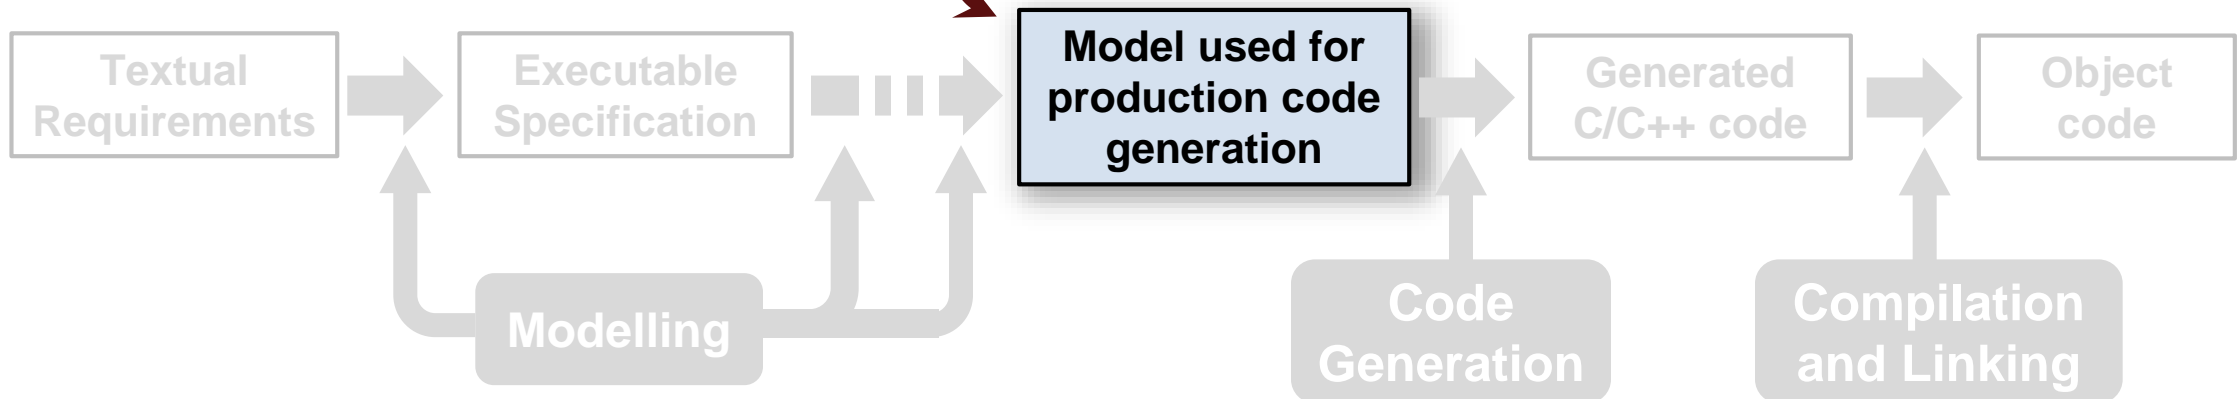 Textual
Requirements
Executable
Specification
Model used for
production code
generation
Generated
C/C++ code
Object
code
Modelling
Code
Generation
Compilation
and Linking